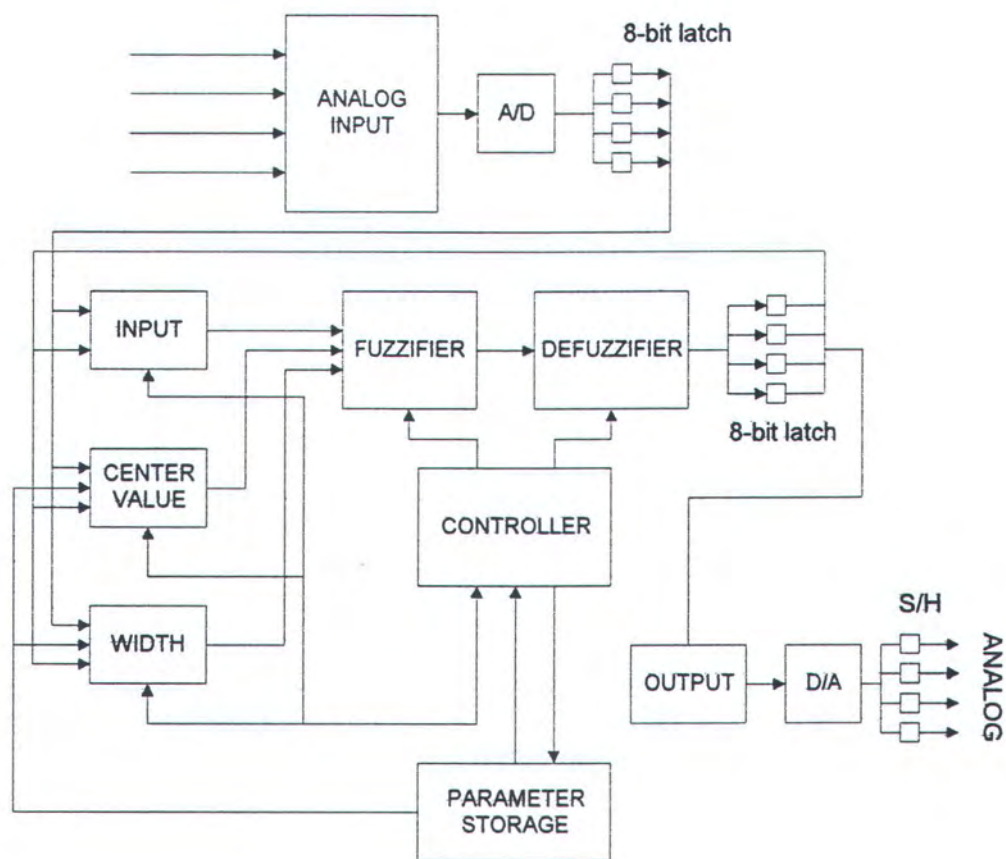 8-bit latch
ANALOG
INPUT
A/D
INPUT
FUZZIFIER
DEFUZZIFIER
8-bit latch
CENTER
VALUE
CONTROLLER
WIDTH
S/H
ANALOG
OUTPUT
D/A
PARAMETER
STORAGE